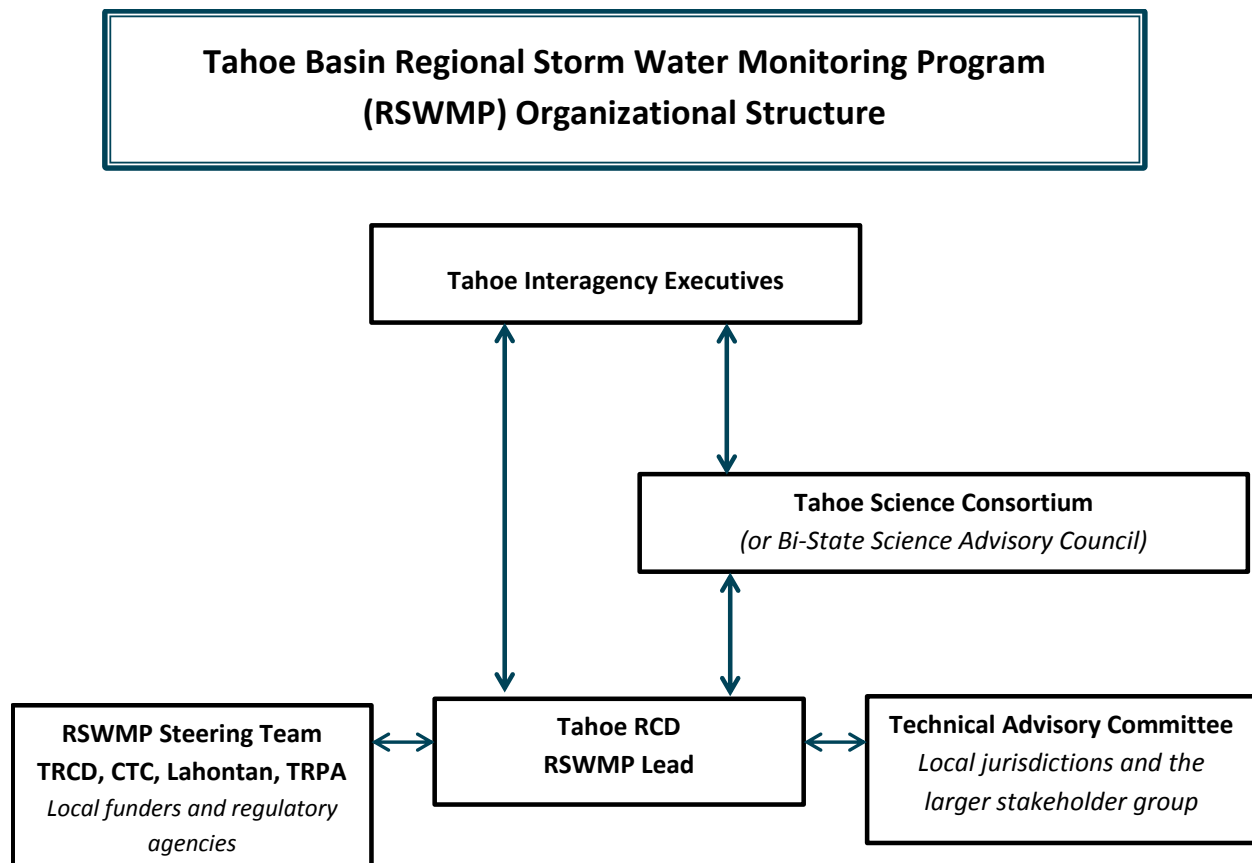 Tahoe Basin Regional Storm Water Monitoring Program
(RSWMP) Organizational Structure
Tahoe Interagency Executives
Tahoe Science Consortium
(or Bi-State Science Advisory Council)
RSWMP Steering Team
TRCD, CTC, Lahontan, TRPA
Local funders and regulatory
agencies
Tahoe RCD
RSWMP Lead
Technical Advisory Committee
Local jurisdictions and the
larger stakeholder group